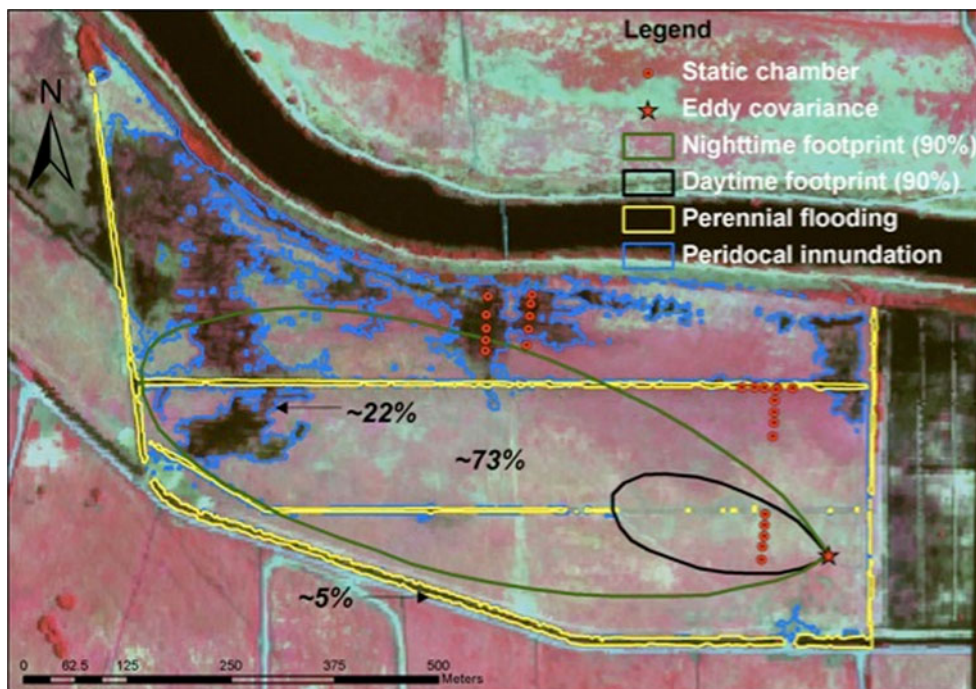 Legend
N
Static chamber
Eddy covariance
Nighttime footprint (90%)
Daytime footprint (90%)
Perennial flooding
Peridocal innundation
~22%
~73%
~5%
0 62.5 125 250 375 500
Meters